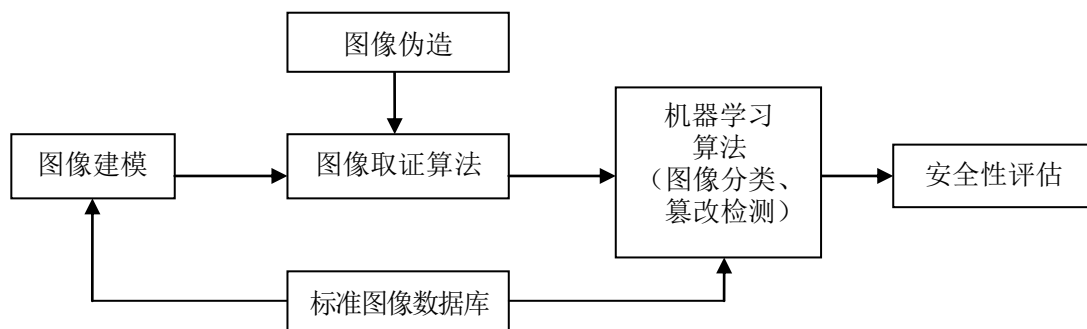 图像伪造
图像建模
图像取证算法
机器学习
算法
（图像分类、
篡改检测）
安全性评估
标准图像数据库